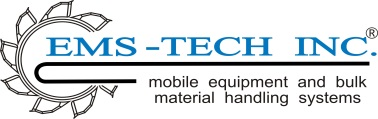 EMS-TECH INC.®
mobile equipment and bulk
material handling systems